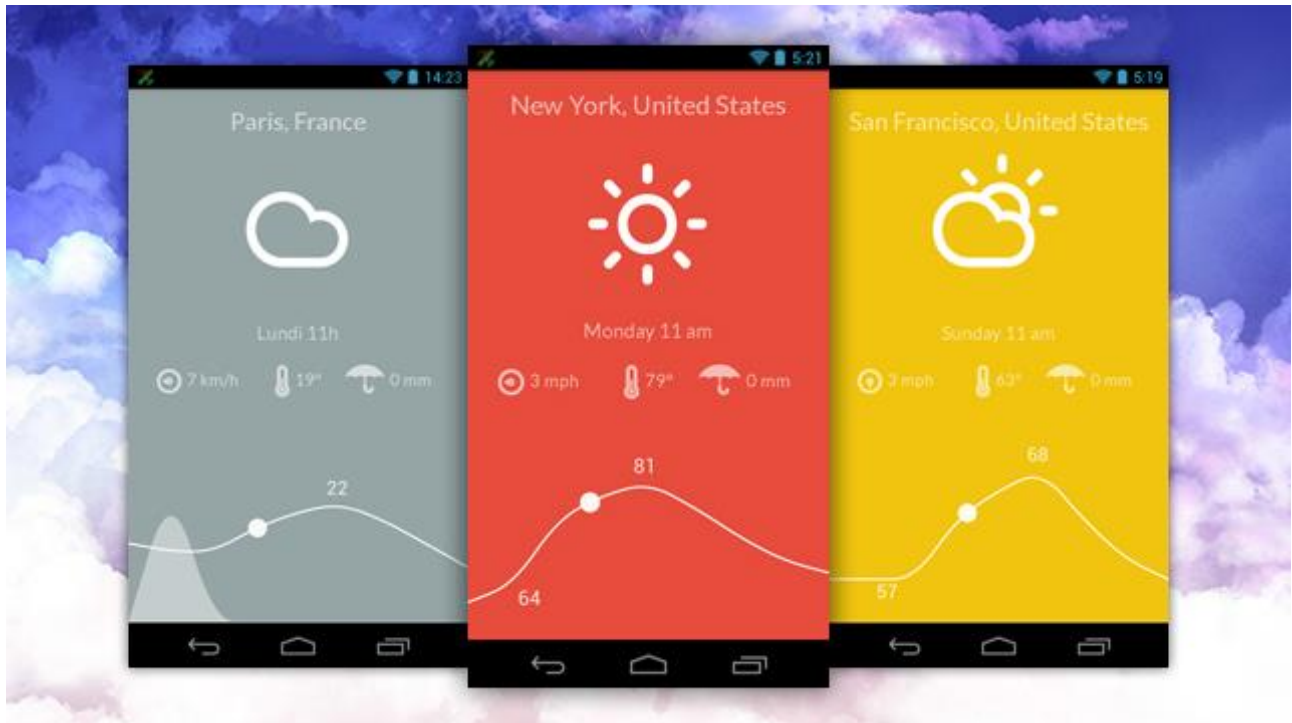 14:23
Paris, France
Lundi 11h
7 km/h 19° 0 mm
22
5:21
New York, United States
Monday 11 am
3 mph 79° 0 mm
81
64
5:19
San Francisco, United States
Sunday 11 am
3 mph 63° 0 mm
68
57